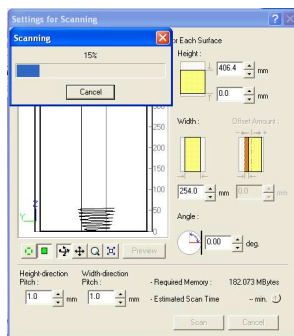 Settings for Scanning
Scanning
or Each Surface
15%
Cancel
Height :
406.4 mm
0.0 mm
Width :
Offset Amount :
254.0 mm
0.0 mm
Angle :
0.00 deg.
250
200
150
100
50
0
Z
Y
Preview
Height-direction Pitch :
1.0 mm
Width-direction Pitch :
1.0 mm
- Required Memory : 182.073 MBytes
- Estimated Scan Time -- min.
Scan
Cancel